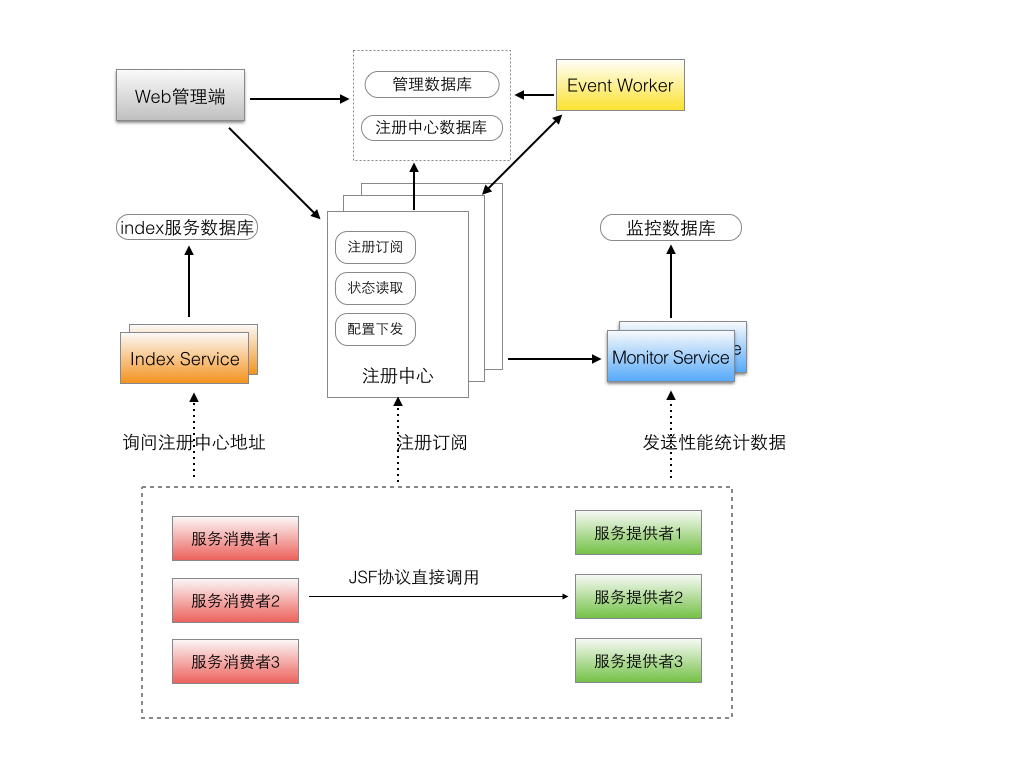 Web管理端
管理数据库
注册中心数据库
Event Worker
index服务数据库
注册订阅
状态读取
配置下发
注册中心
监控数据库
Index Service
Monitor Service
e
询问注册中心地址
注册订阅
发送性能统计数据
服务消费者1
服务消费者2
服务消费者3
JSF协议直接调用
服务提供者1
服务提供者2
服务提供者3